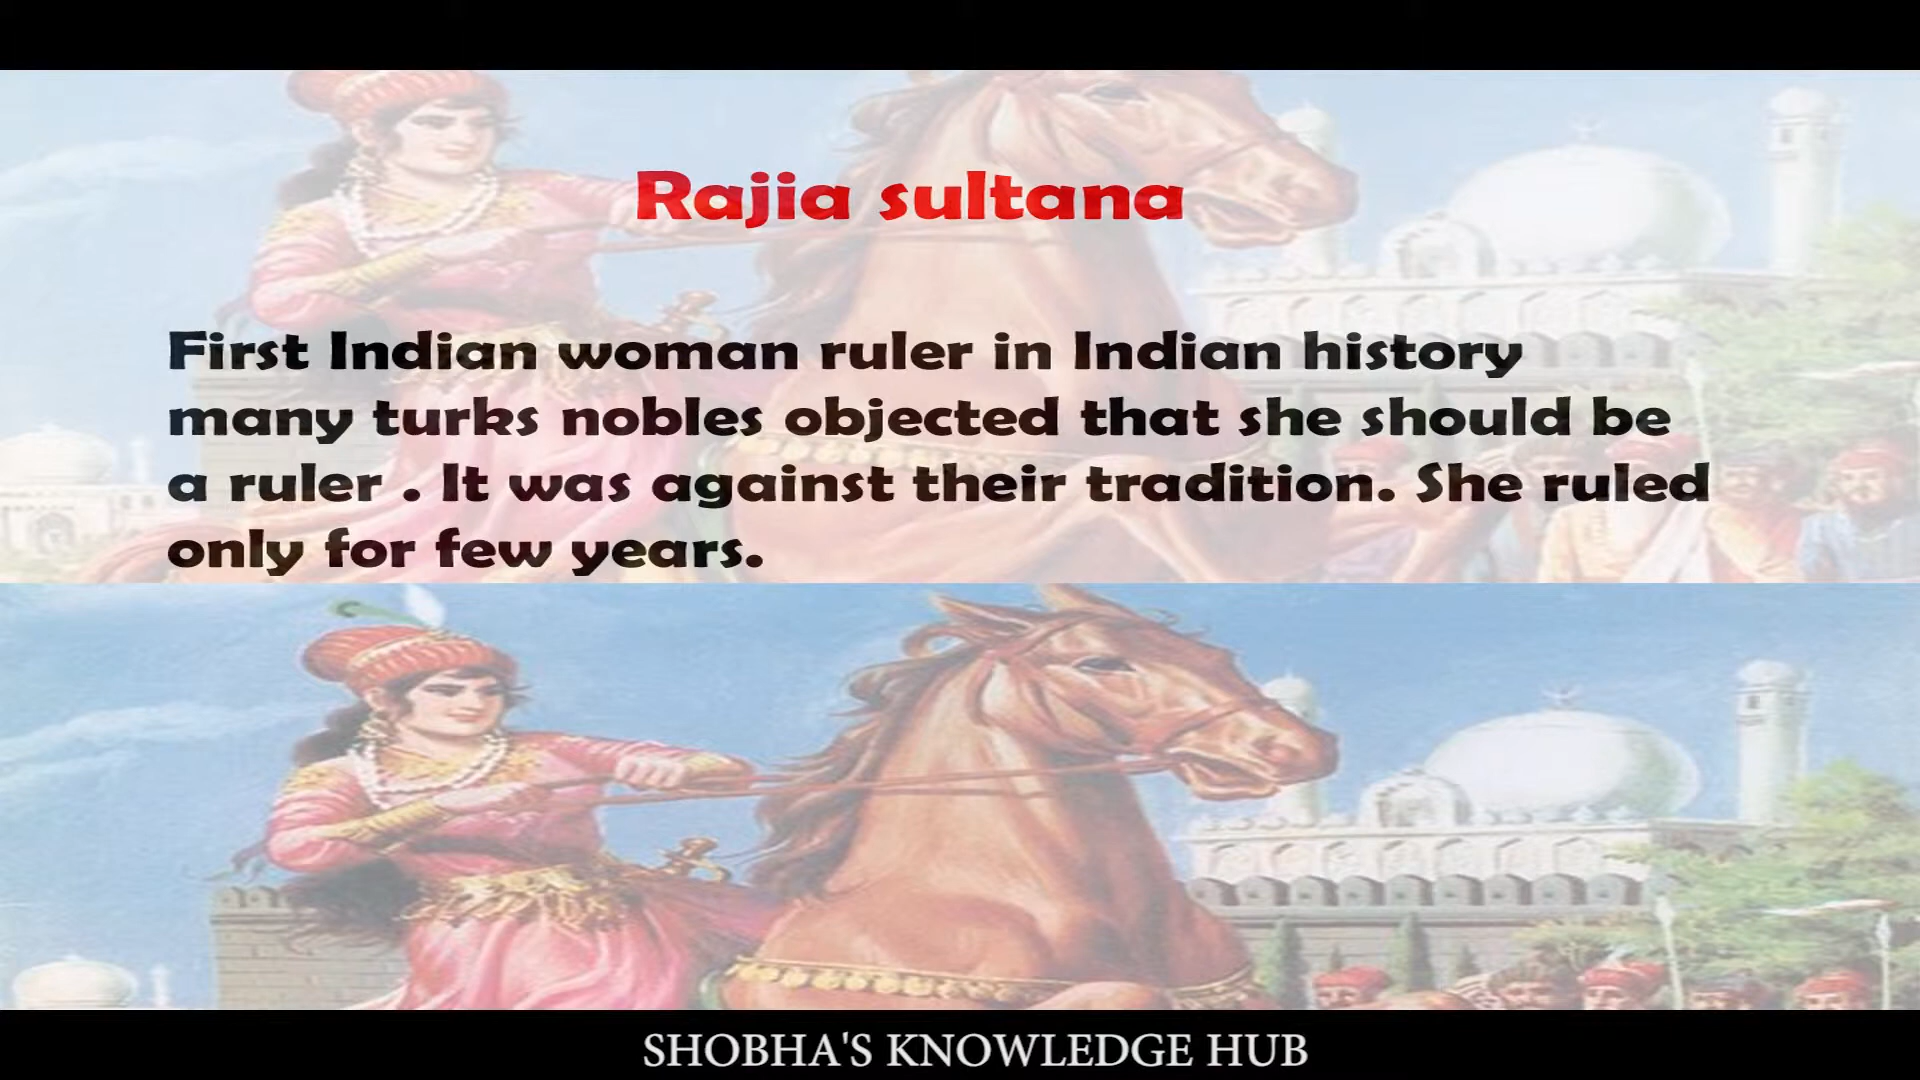 Rajia sultana
First Indian woman ruler in Indian history
many turks nobles objected that she should be
a ruler . It was against their tradition. She ruled
only for few years.
SHOBHA'S KNOWLEDGE HUB